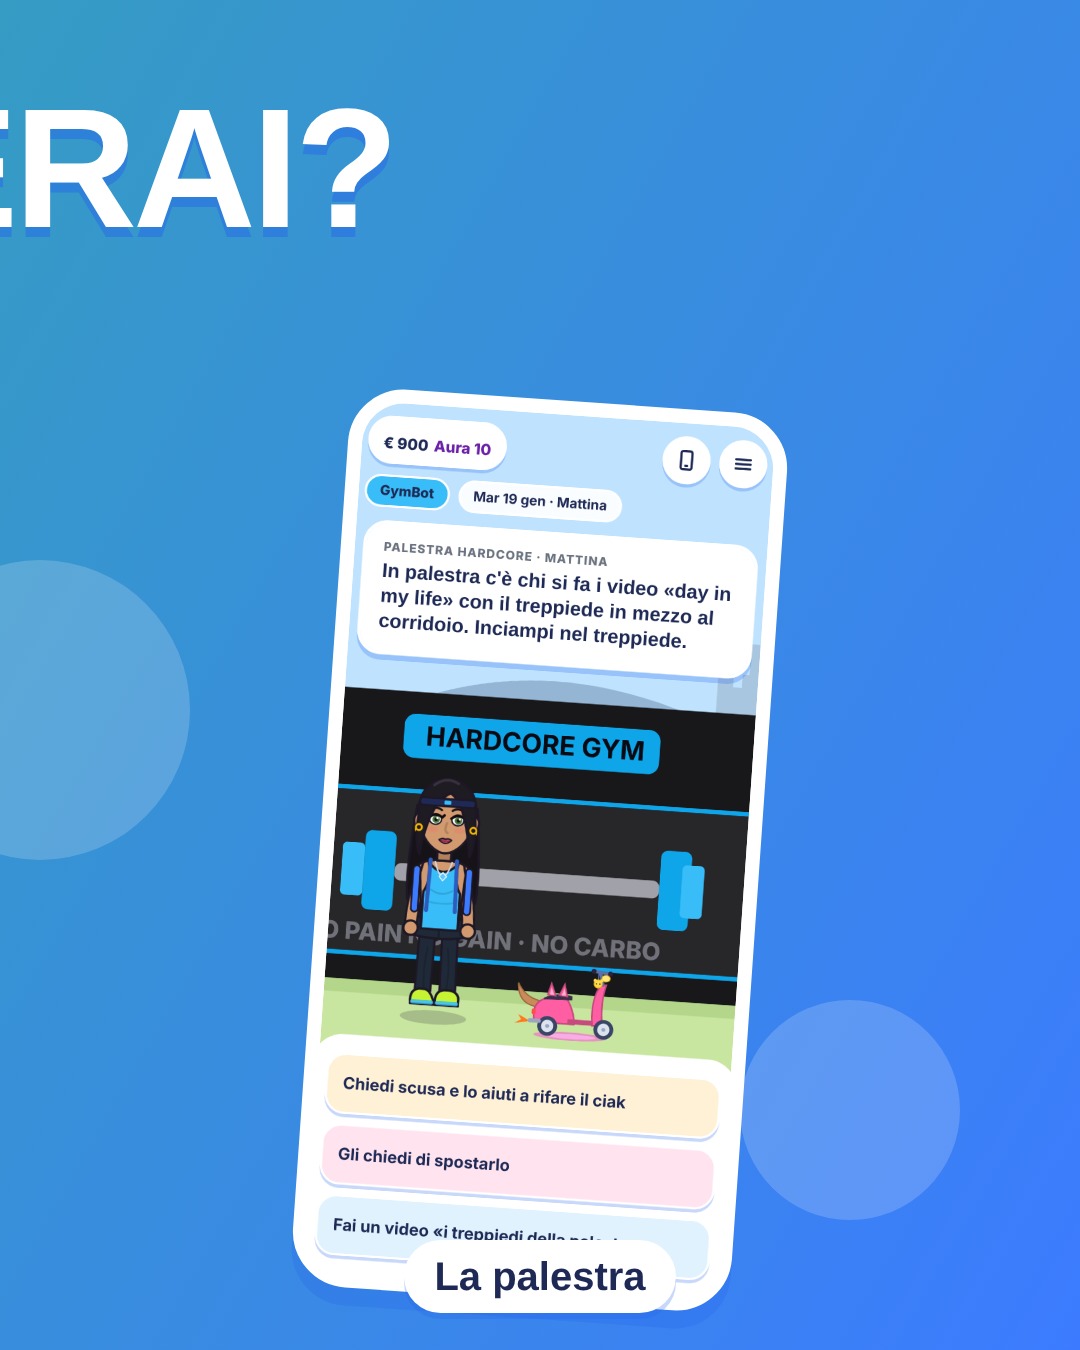 ERAI?
€ 900 Aura 10
GymBot
Mar 19 gen · Mattina
PALESTRA HARDCORE · MATTINA
In palestra c'è chi si fa i video «day in
my life» con il treppiede in mezzo al
corridoio. Inciampi nel treppiede.
HARDCORE GYM
PAIN AIN · NO CARBO
Chiedi scusa e lo aiuti a rifare il ciak
Gli chiedi di spostarlo
Fai un video «i treppiedi della
La palestra